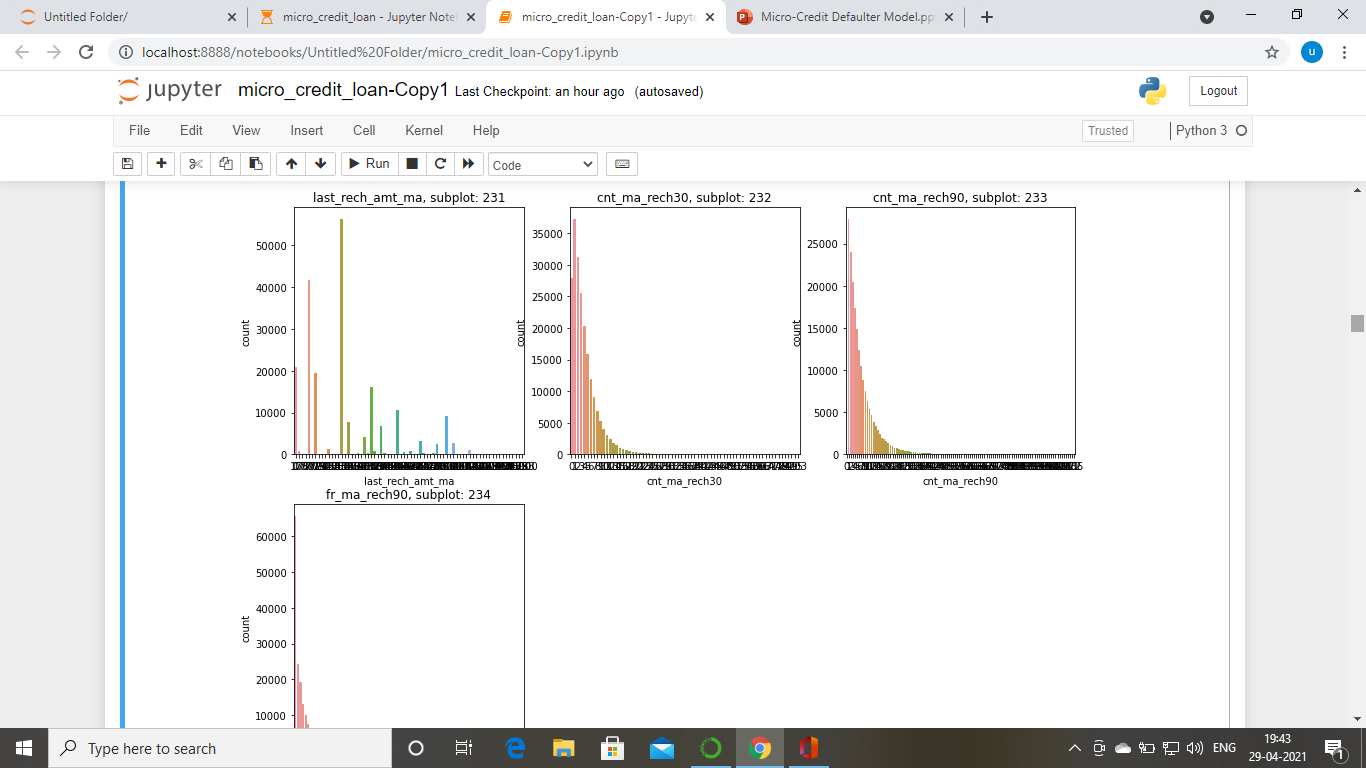 Untitled Folder/
micro_credit_loan - Jupyter Note
micro_credit_loan-Copy1 - Jupyte
Micro-Credit Defaulter Model.pp
localhost:8888/notebooks/Untitled%20Folder/micro_credit_loan-Copy1.ipynb
u
jupyter micro_credit_loan-Copy1 Last Checkpoint: an hour ago (autosaved)
Logout
File Edit View Insert Cell Kernel Help
Trusted
Python 3
Run
Code
last_rech_amt_ma, subplot: 231
50000
40000
30000
20000
10000
0
count
last_rech_amt_ma
cnt_ma_rech30, subplot: 232
35000
30000
25000
20000
15000
10000
5000
0
count
cnt_ma_rech30
cnt_ma_rech90, subplot: 233
25000
20000
15000
10000
5000
0
count
cnt_ma_rech90
fr_ma_rech90, subplot: 234
60000
50000
40000
30000
20000
10000
count
Type here to search
ENG
19:43
29-04-2021
1